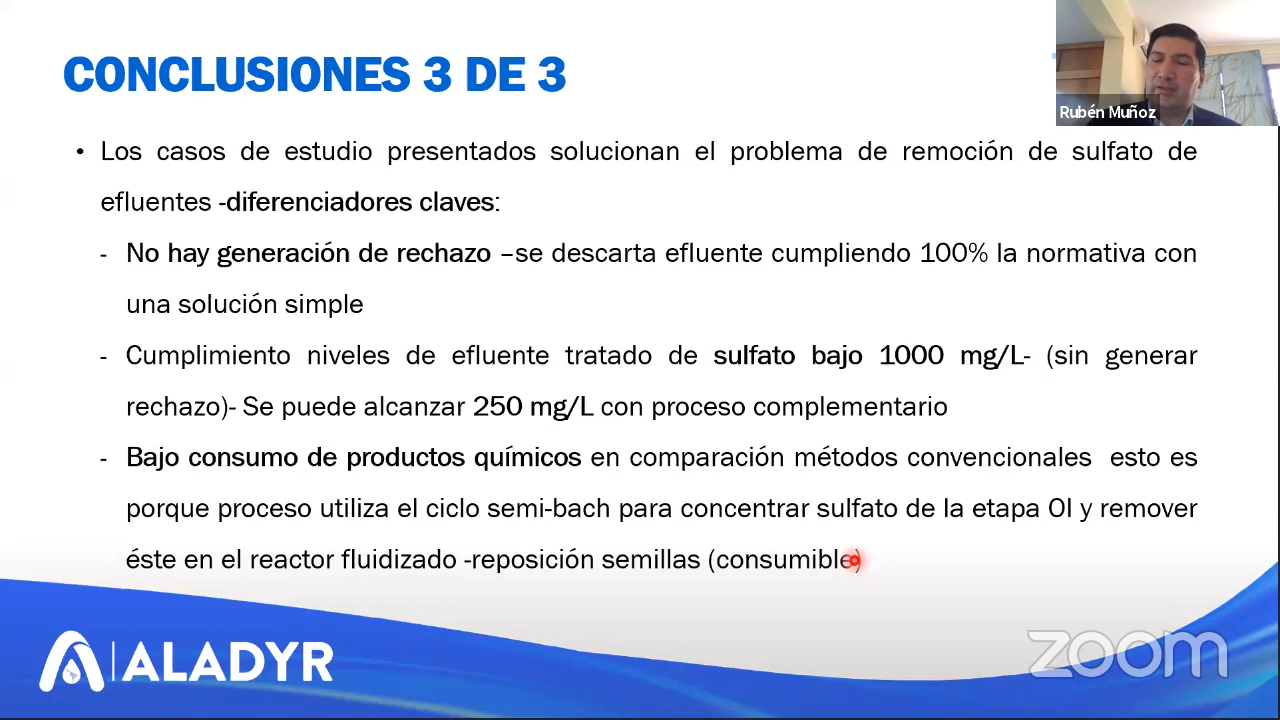 CONCLUSIONES 3 DE 3
Rubén Muñoz
• Los casos de estudio presentados solucionan el problema de remoción de sulfato de
efluentes -diferenciadores claves:
- No hay generación de rechazo –se descarta efluente cumpliendo 100% la normativa con
una solución simple
- Cumplimiento niveles de efluente tratado de sulfato bajo 1000 mg/L- (sin generar
rechazo)- Se puede alcanzar 250 mg/L con proceso complementario
- Bajo consumo de productos químicos en comparación métodos convencionales esto es
porque proceso utiliza el ciclo semi-bach para concentrar sulfato de la etapa OI y remover
éste en el reactor fluidizado -reposición semillas (consumible)
ALADYR
zoom